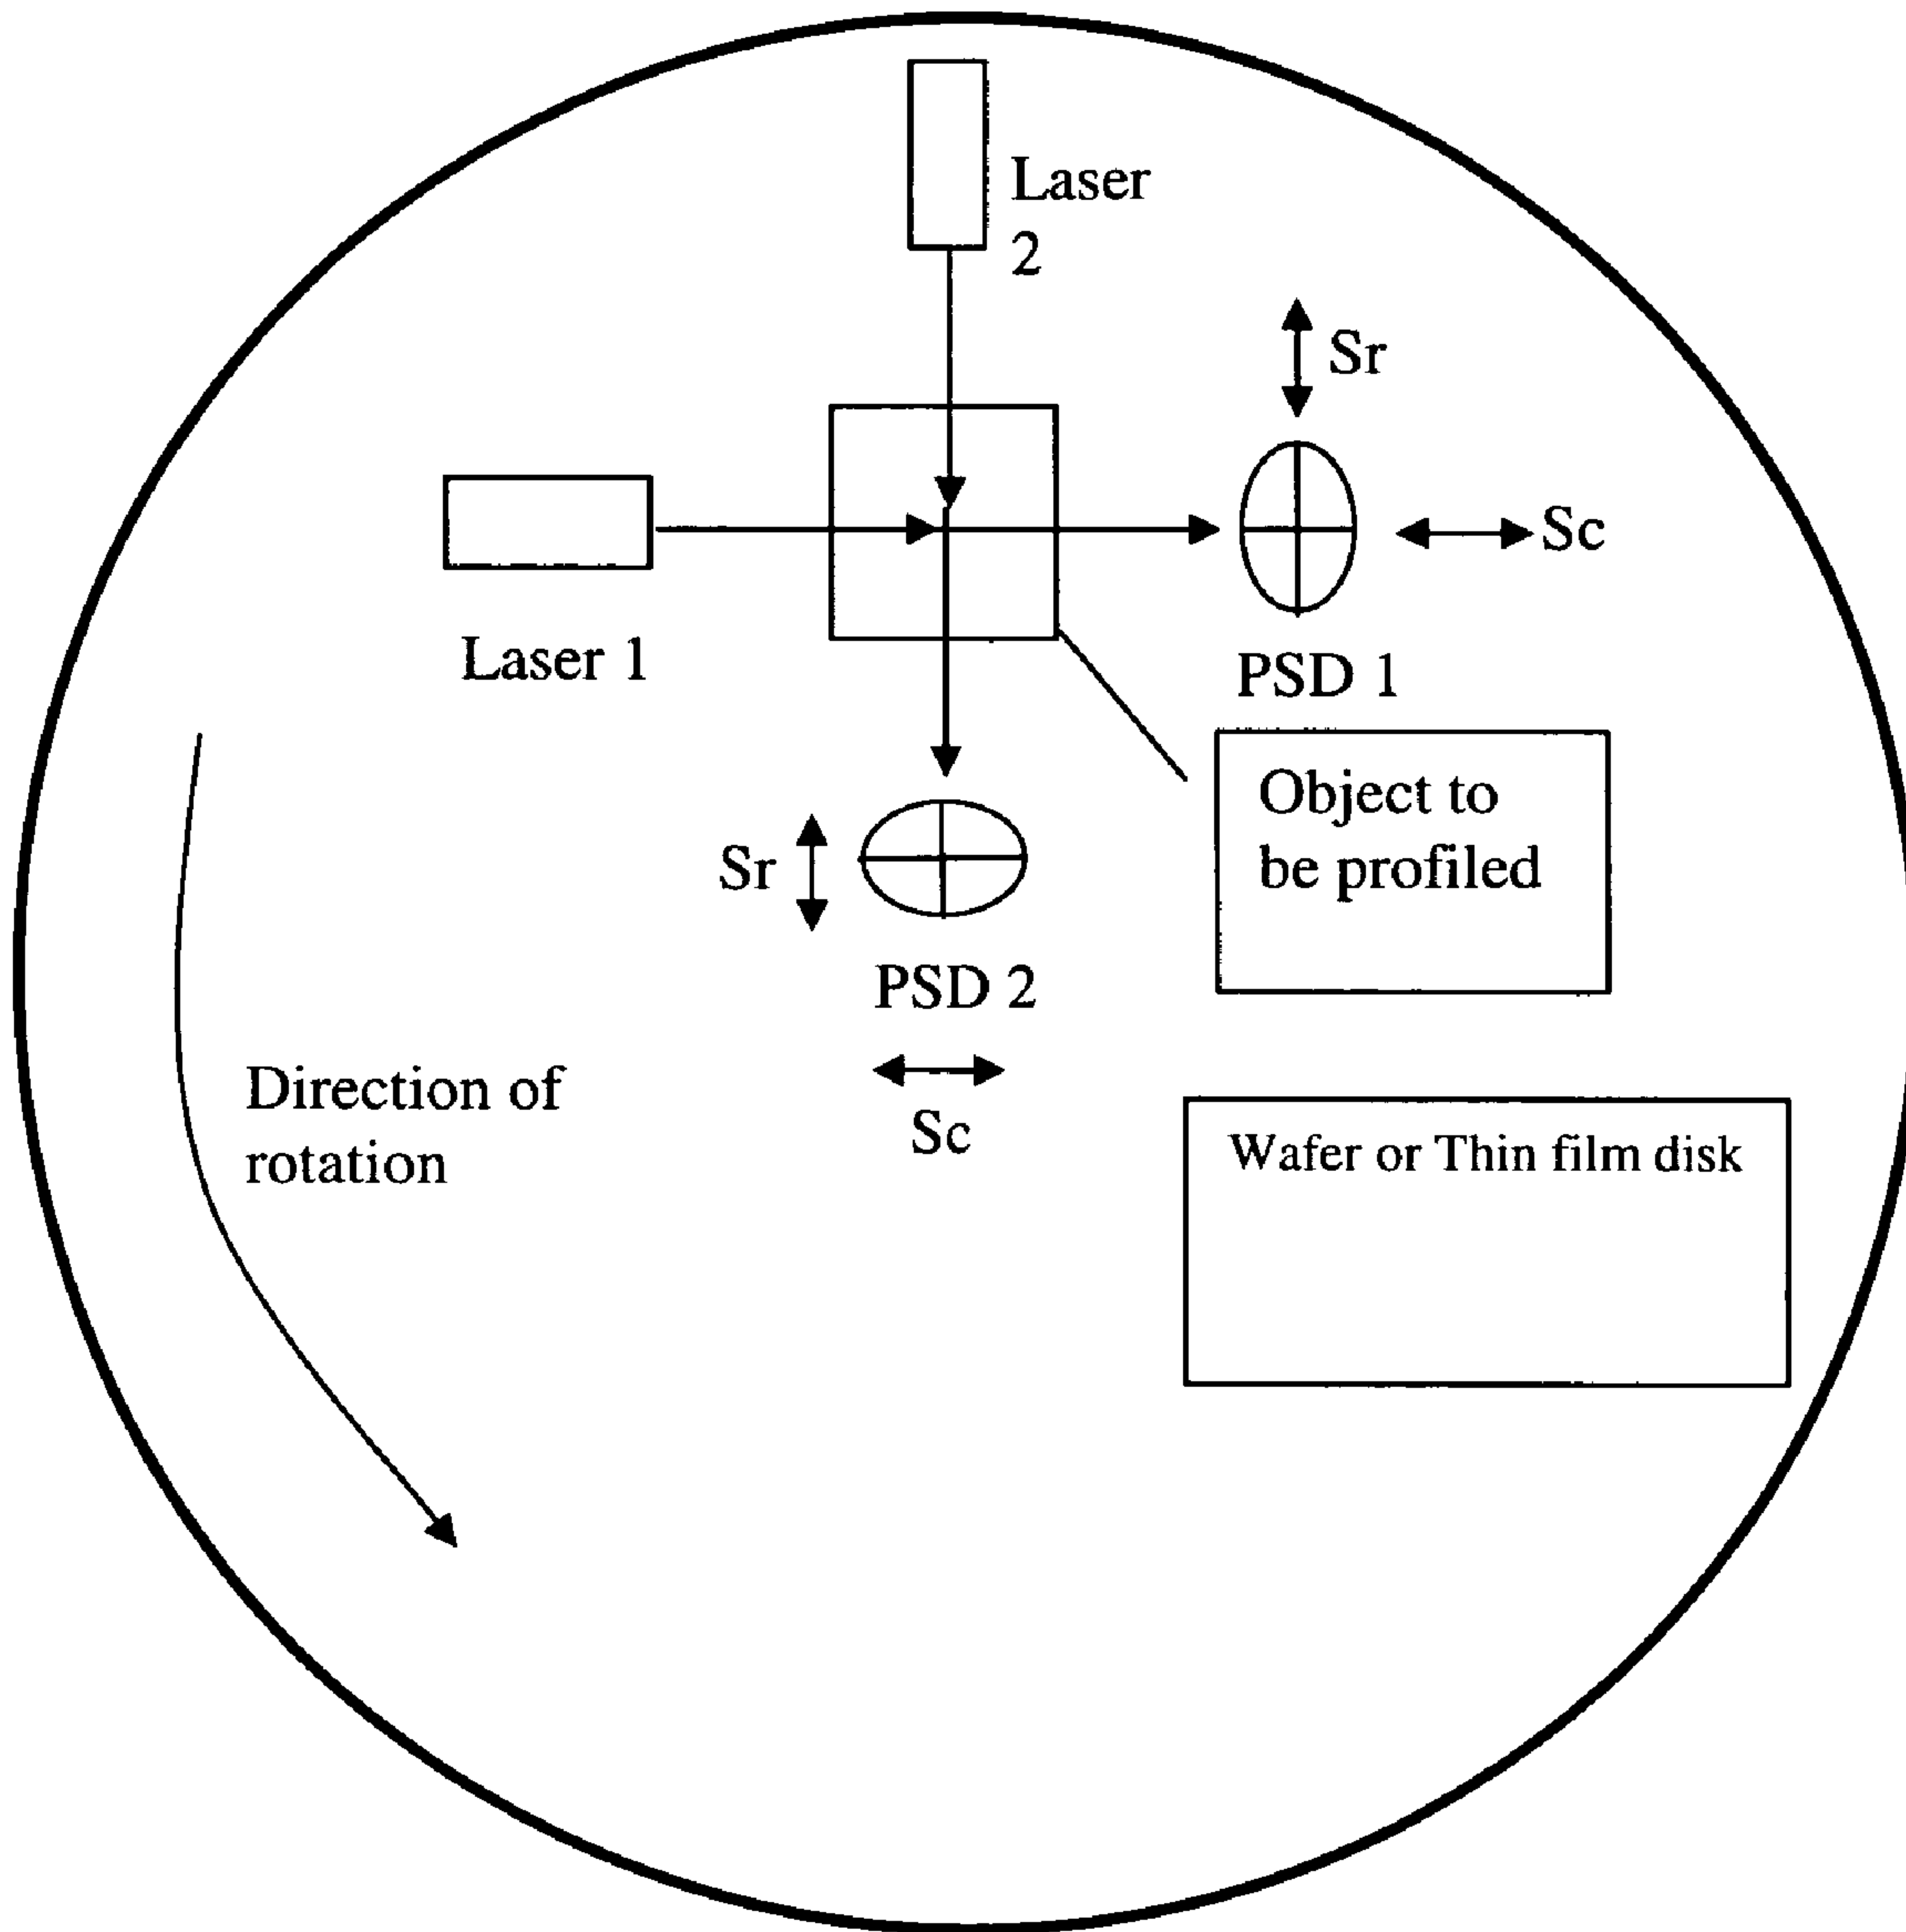 Laser
2
Sr
Sc
Laser 1
PSD 1
Object to
be profiled
Sr
PSD 2
Sc
Direction of
rotation
Wafer or Thin film disk